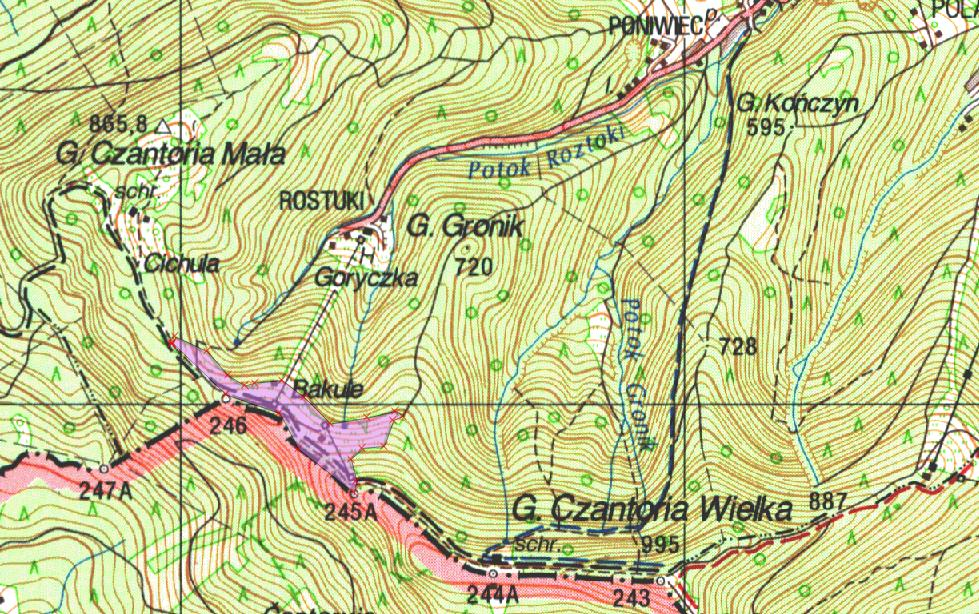 PONIWIEC
G. Kończyn
595
865,8
G. Czantoria Mała
schr.
Potok Roztoki
ROSTUKI
G. Gronik
720
Cichula
Goryczka
Potok Gronik
728
Bakule
246
247A
245A
G. Czantoria Wielka
887
schr.
995
244A
243